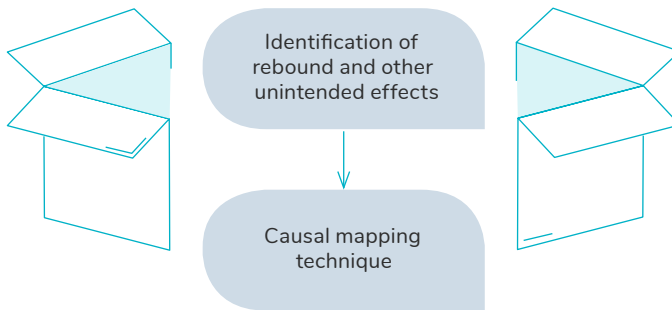 Identification of
rebound and other
unintended effects
Causal mapping
technique